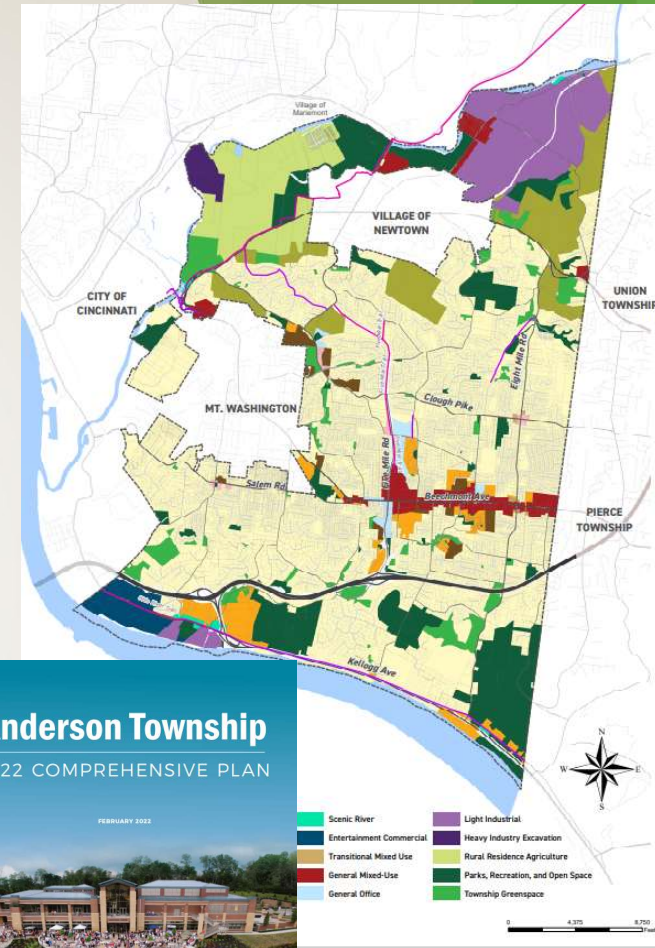 Village of
Mariemont
VILLAGE OF
NEWTOWN
CITY OF
CINCINNATI
UNION
TOWNSHIP
Eight Mile Rd
MT. WASHINGTON
Clough Pike
Five Mile Rd
Salem Rd
Beechmont Ave
PIERCE
TOWNSHIP
Kellogg Ave
N
W E
S
nderson Township
22 COMPREHENSIVE PLAN
FEBRUARY 2022
Scenic River
Entertainment Commercial
Transitional Mixed Use
General Mixed-Use
General Office
Light Industrial
Heavy Industry Excavation
Rural Residence Agriculture
Parks, Recreation, and Open Space
Township Greenspace
0 4,375 8,750
Feet